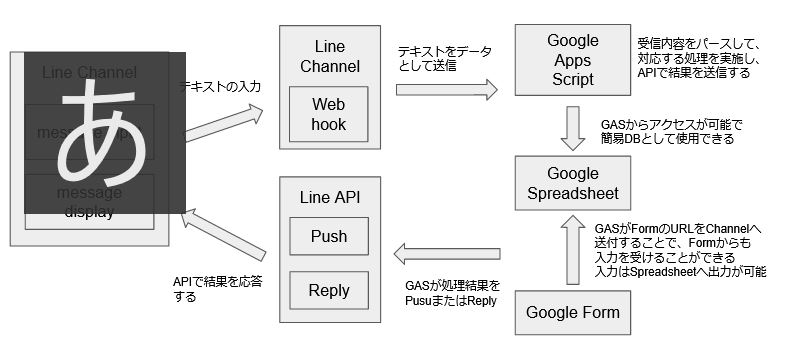 Line Channel
message
display
あ
テキストの入力
Line
Channel
Web
hook
テキストをデータ
として送信
Google
Apps
Script
受信内容をパースして、
対応する処理を実施し、
APIで結果を送信する
GASからアクセスが可能で
簡易DBとして使用できる
Google
Spreadsheet
GASがFormのURLをChannelへ
送付することで、Formからも
入力を受けることができる
入力はSpreadsheetへ出力が可能
Google Form
Line API
Push
Reply
GASが処理結果を
PusuまたはReply
APIで結果を応答
する